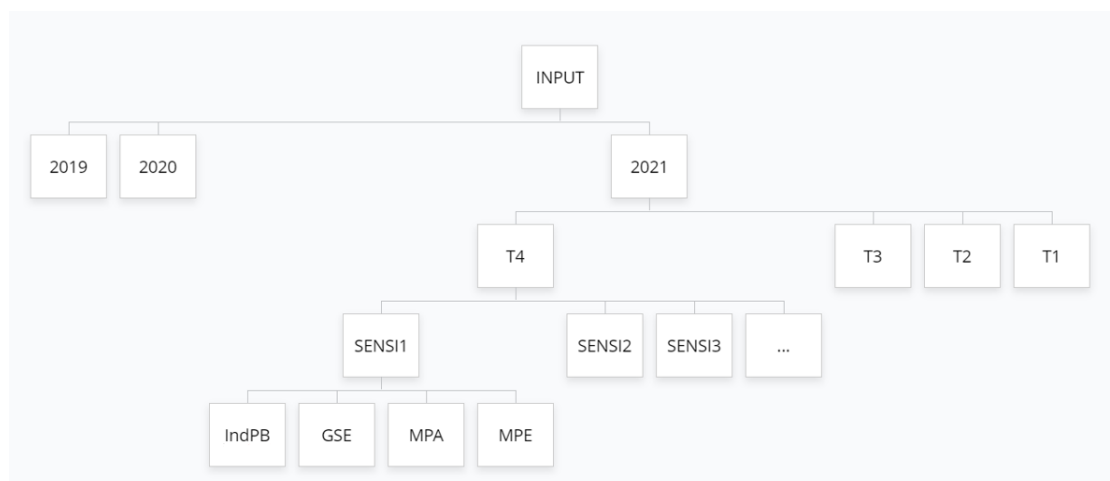 INPUT
2019
2020
2021
T4
T3
T2
T1
SENSI1
SENSI2
SENSI3
...
IndPB
GSE
MPA
MPE